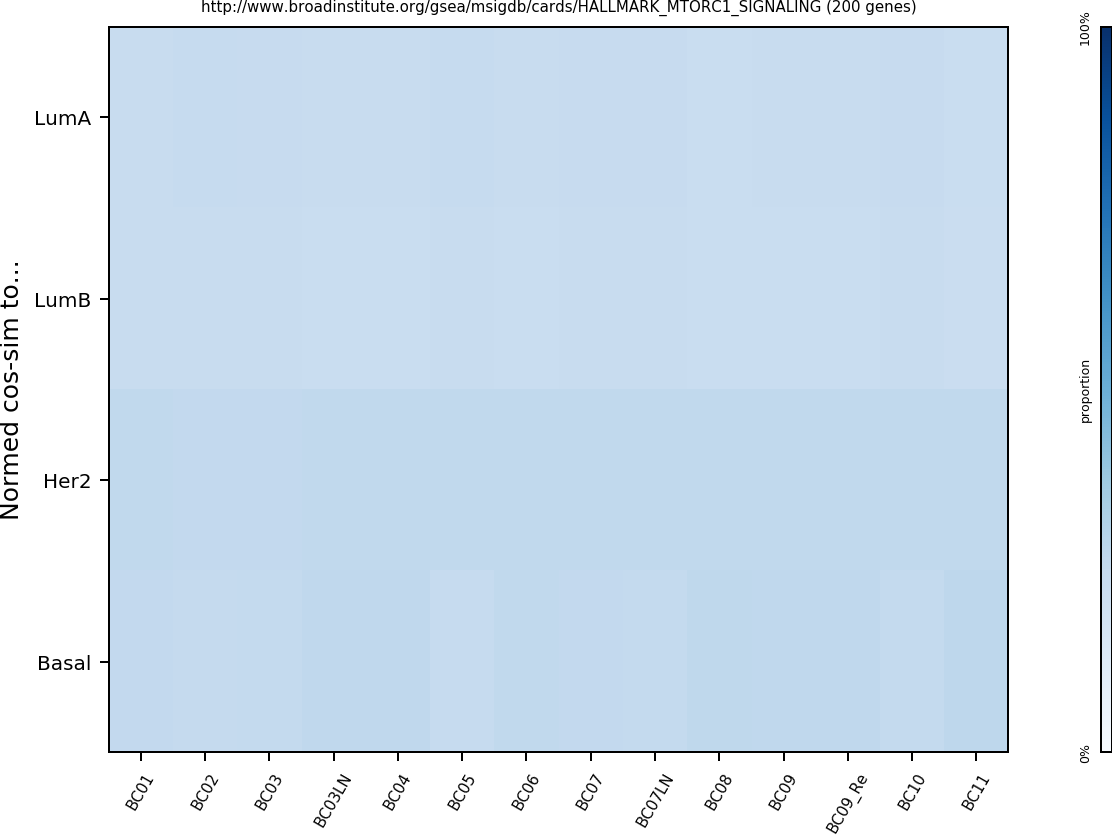 http://www.broadinstitute.org/gsea/msigdb/cards/HALLMARK_MTORC1_SIGNALING (200 genes)
Normed cos-sim to...
LumA
LumB
Her2
Basal
BC01
BC02
BC03
BC03LN
BC04
BC05
BC06
BC07
BC07LN
BC08
BC09
BC09_Re
BC10
BC11
100%
proportion
0%